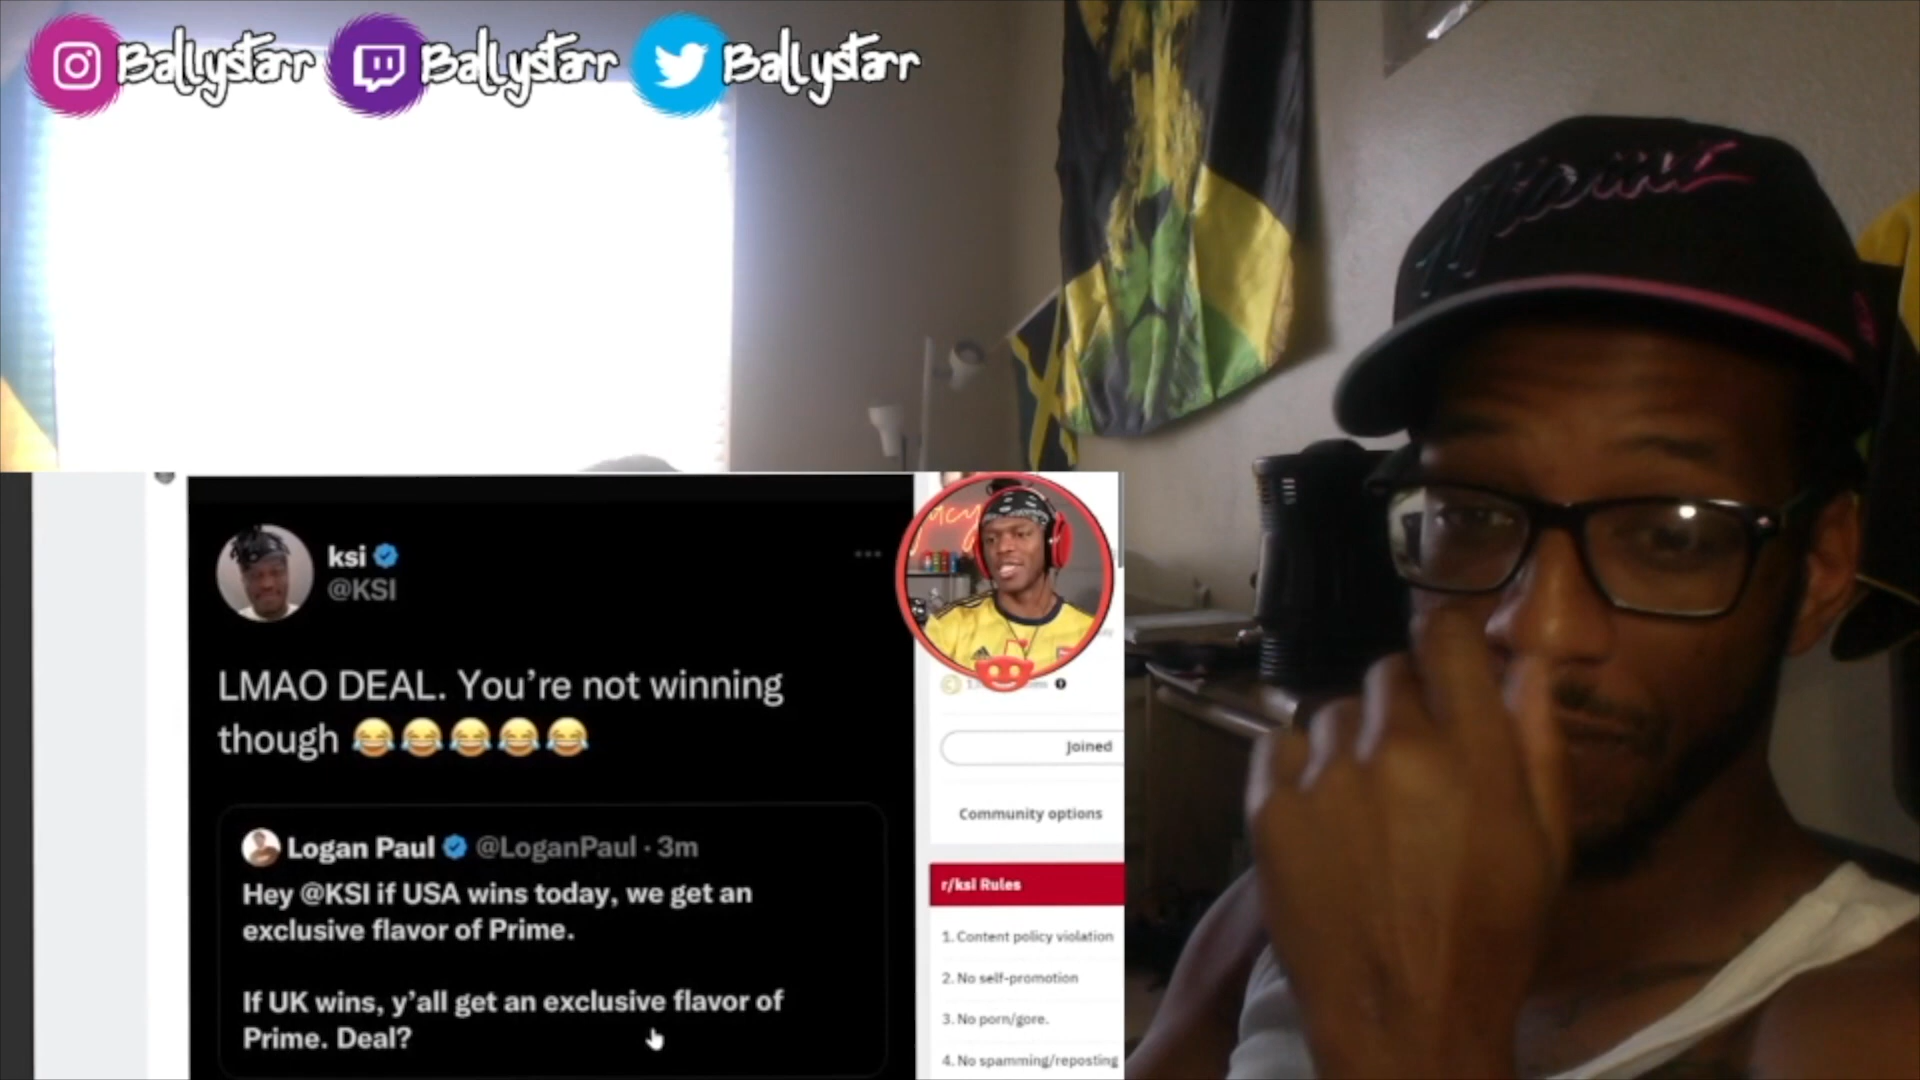 Ballystarr Ballystarr Ballystarr
ksi
@KSI
LMAO DEAL. You're not winning
though 😂😂😂😂😂
Logan Paul @LoganPaul · 3m
Hey @KSI if USA wins today, we get an
exclusive flavor of Prime.
If UK wins, y'all get an exclusive flavor of
Prime. Deal?
Joined
Community options
r/ksi Rules
1. Content policy violation
2. No self-promotion
3. No porn/gore.
4. No spamming/reposting
Miami